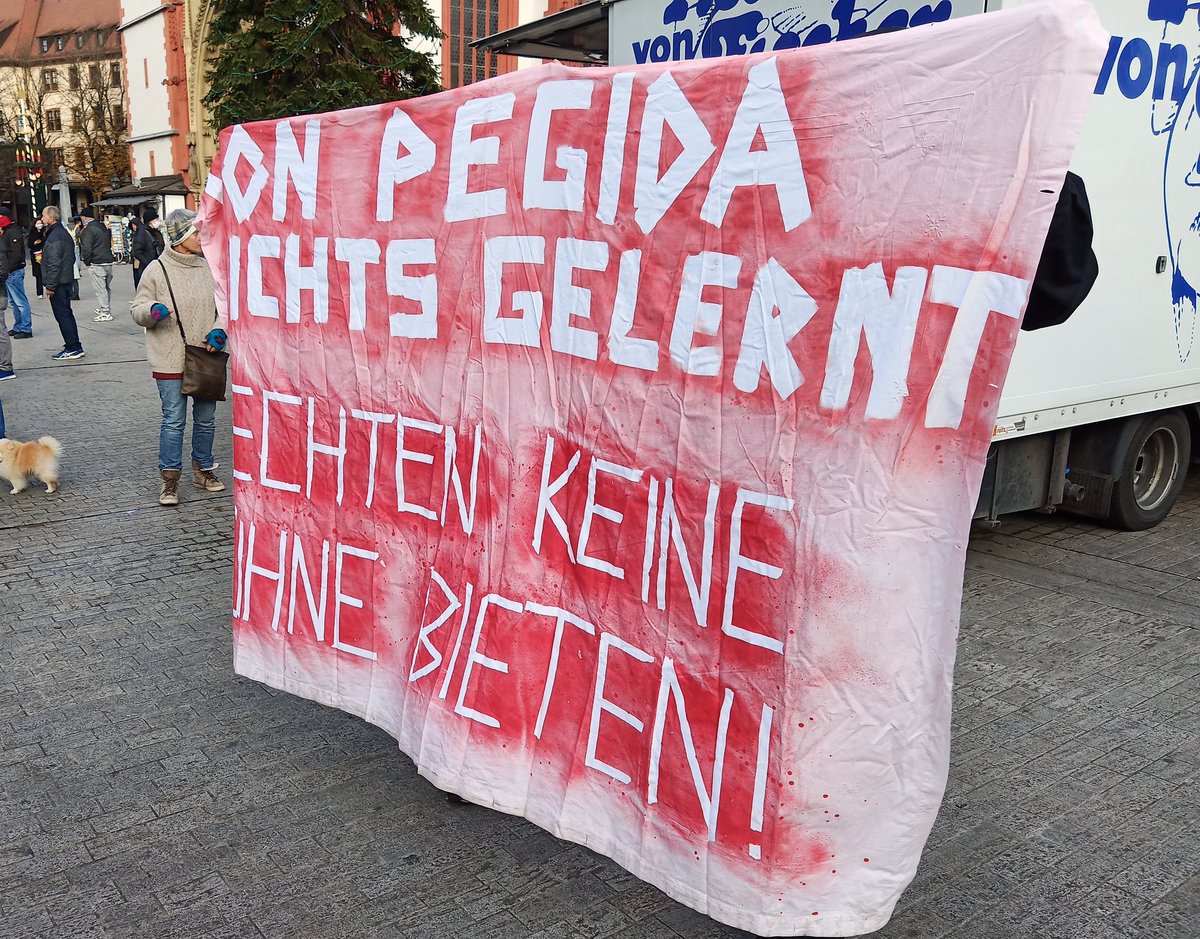 von
von
ON PEGIDA
ICHTS GELERNT
ECHTEN KEINE
UHNE BIETEN!